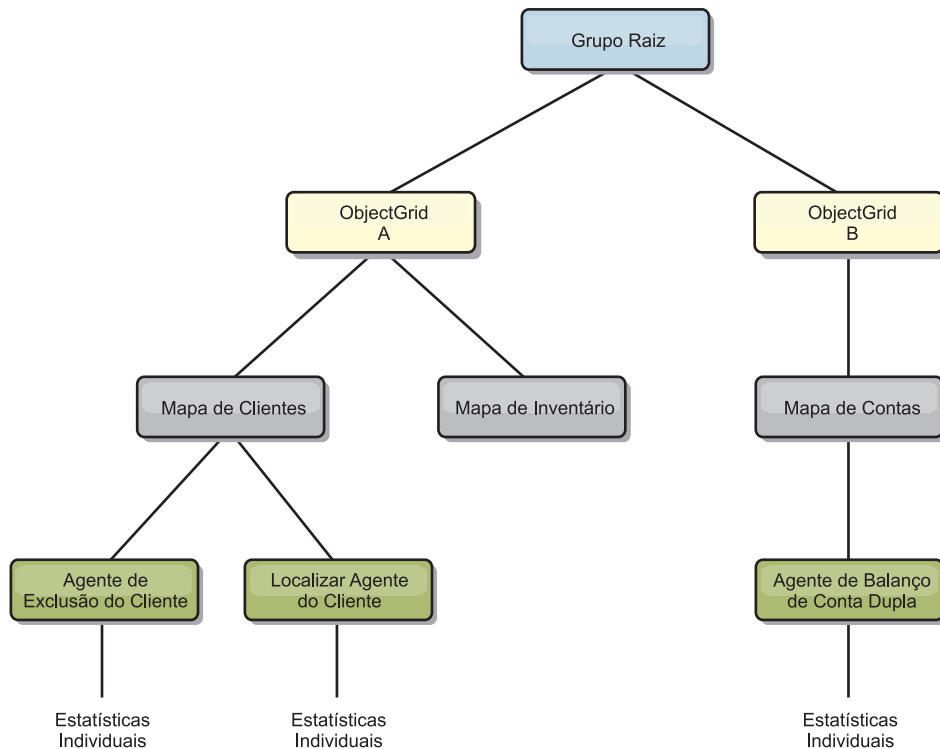 Grupo Raiz
ObjectGrid
A
ObjectGrid
B
Mapa de Clientes
Mapa de Inventário
Mapa de Contas
Agente de
Exclusão do Cliente
Localizar Agente
do Cliente
Agente de Balanço
de Conta Dupla
Estatísticas
Individuais
Estatísticas
Individuais
Estatísticas
Individuais